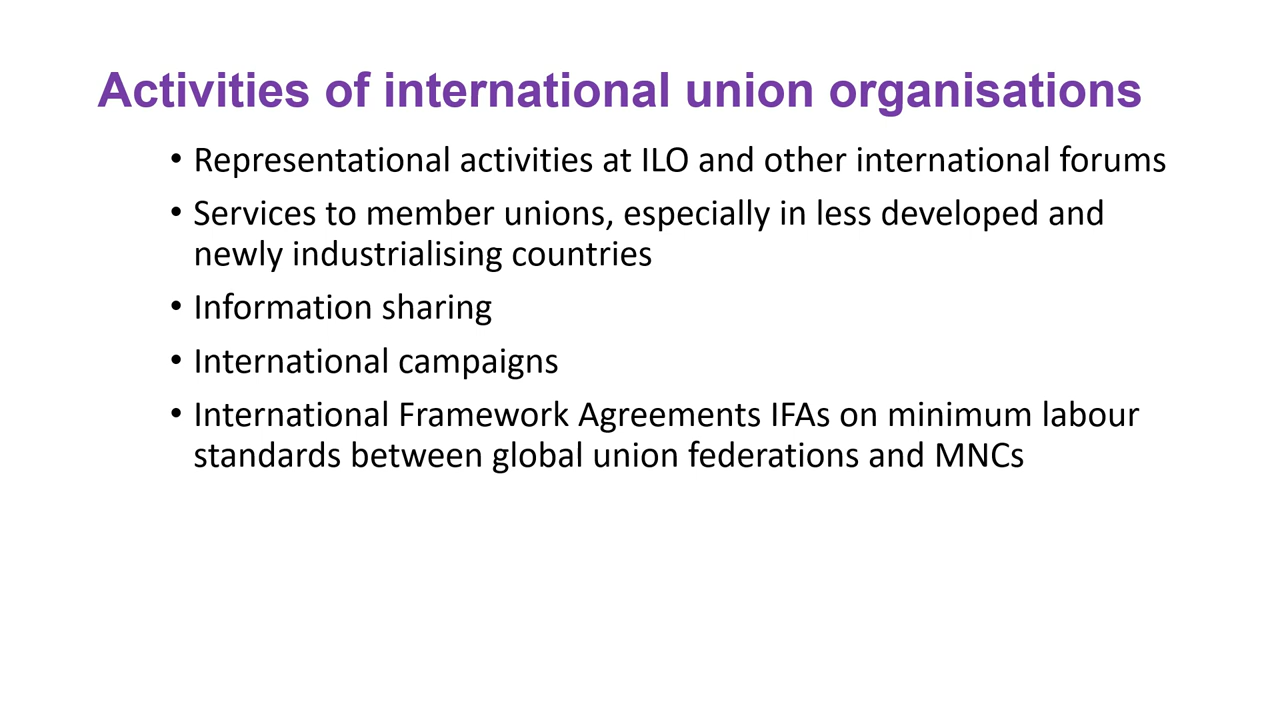 Activities of international union organisations
• Representational activities at ILO and other international forums
• Services to member unions, especially in less developed and
newly industrialising countries
• Information sharing
• International campaigns
• International Framework Agreements IFAs on minimum labour
standards between global union federations and MNCs